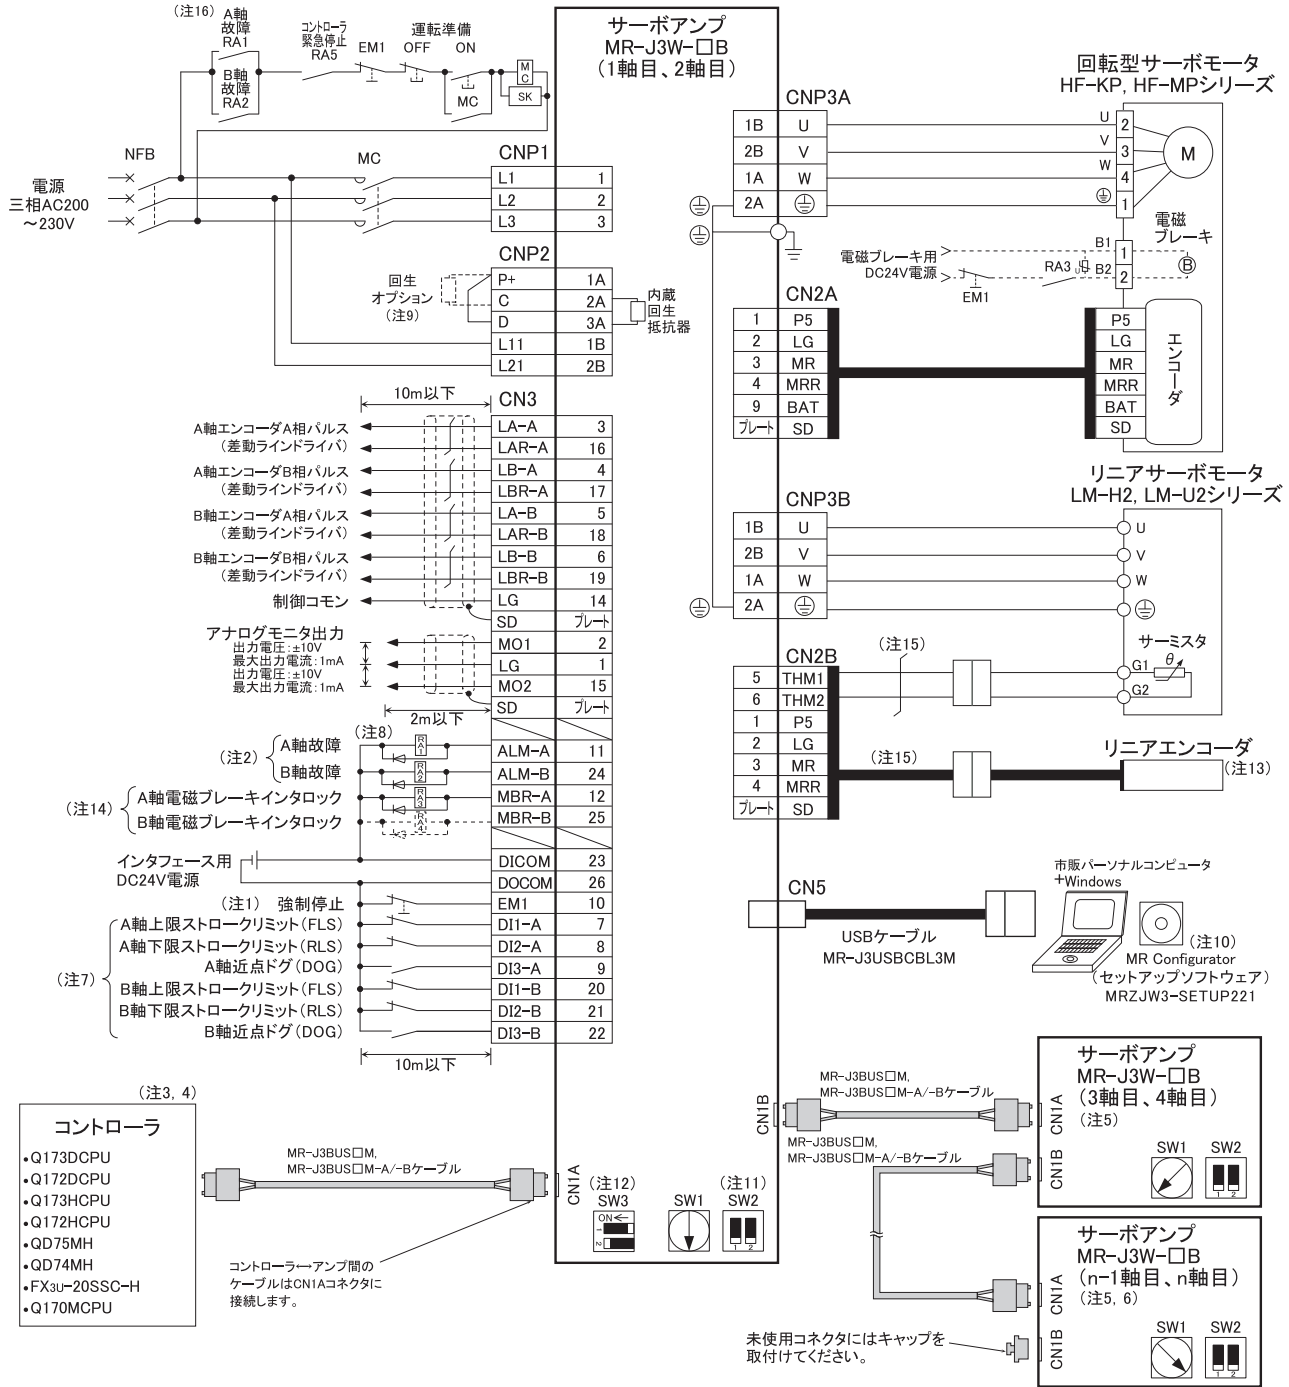 (注16)
A軸
故障
RA1
B軸
故障
RA2
コントローラ
緊急停止
RA5
EM1
運転準備
OFF ON
MC
MC
SK
サーボアンプ
MR-J3W-□B
(1軸目、2軸目)
NFB
MC
電源
三相AC200
～230V
CNP1
L1 1
L2 2
L3 3
CNP2
P+ 1A
C 2A
D 3A
L11 1B
L21 2B
回生
オプション
(注9)
内蔵
回生
抵抗器
10m以下
CN3
LA-A 3
LAR-A 16
LB-A 4
LBR-A 17
LA-B 5
LAR-B 18
LB-B 6
LBR-B 19
LG 14
SD プレート
MO1 2
LG 1
MO2 15
SD プレート
ALM-A 11
ALM-B 24
MBR-A 12
MBR-B 25
DICOM 23
DOCOM 26
EM1 10
DI1-A 7
DI2-A 8
DI3-A 9
DI1-B 20
DI2-B 21
DI3-B 22
A軸エンコーダA相パルス
(差動ラインドライバ)
A軸エンコーダB相パルス
(差動ラインドライバ)
B軸エンコーダA相パルス
(差動ラインドライバ)
B軸エンコーダB相パルス
(差動ラインドライバ)
制御コモン
アナログモニタ出力
出力電圧:±10V
最大出力電流:1mA
出力電圧:±10V
最大出力電流:1mA
2m以下
(注8)
(注2)
A軸故障
B軸故障
RA1
RA2
RA3
RA4
(注14)
A軸電磁ブレーキインタロック
B軸電磁ブレーキインタロック
インタフェース用
DC24V電源
(注1) 強制停止
(注7)
A軸上限ストロークリミット(FLS)
A軸下限ストロークリミット(RLS)
A軸近点ドグ(DOG)
B軸上限ストロークリミット(FLS)
B軸下限ストロークリミット(RLS)
B軸近点ドグ(DOG)
10m以下
(注3, 4)
コントローラ
•Q173DCPU
•Q172DCPU
•Q173HCPU
•Q172HCPU
•QD75MH
•QD74MH
•FX3U-20SSC-H
•Q170MCPU
MR-J3BUS□M,
MR-J3BUS□M-A/-Bケーブル
CN1A
コントローラ↔アンプ間の
ケーブルはCN1Aコネクタに
接続します。
(注12)
SW3
ON←
1
2
SW1
(注11)
SW2
1 2
CNP3A
1B U
2B V
1A W
2A
回転型サーボモータ
HF-KP, HF-MPシリーズ
U 2
V 3
W 4
1
M
電磁
ブレーキ
電磁ブレーキ用
DC24V電源
EM1
RA3
U
B1 1
B2 2
B
CN2A
1 P5
2 LG
3 MR
4 MRR
9 BAT
プレート SD
P5
LG
MR
MRR
BAT
SD
エンコーダ
リニアサーボモータ
LM-H2, LM-U2シリーズ
CNP3B
1B U
2B V
1A W
2A
U
V
W
サーミスタ
θ
G1
G2
CN2B
5 THM1
6 THM2
1 P5
2 LG
3 MR
4 MRR
プレート SD
(注15)
(注15)
リニアエンコーダ
(注13)
CN5
USBケーブル
MR-J3USBCBL3M
市販パーソナルコンピュータ
+Windows
(注10)
MR Configurator
(セットアップソフトウェア)
MRZJW3-SETUP221
CN1B
MR-J3BUS□M,
MR-J3BUS□M-A/-Bケーブル
MR-J3BUS□M,
MR-J3BUS□M-A/-Bケーブル
サーボアンプ
MR-J3W-□B
(3軸目、4軸目)
(注5)
CN1A
CN1B
SW1 SW2
1 2
サーボアンプ
MR-J3W-□B
(n-1軸目、n軸目)
(注5, 6)
CN1A
CN1B
SW1 SW2
1 2
未使用コネクタにはキャップを
取付けてください。